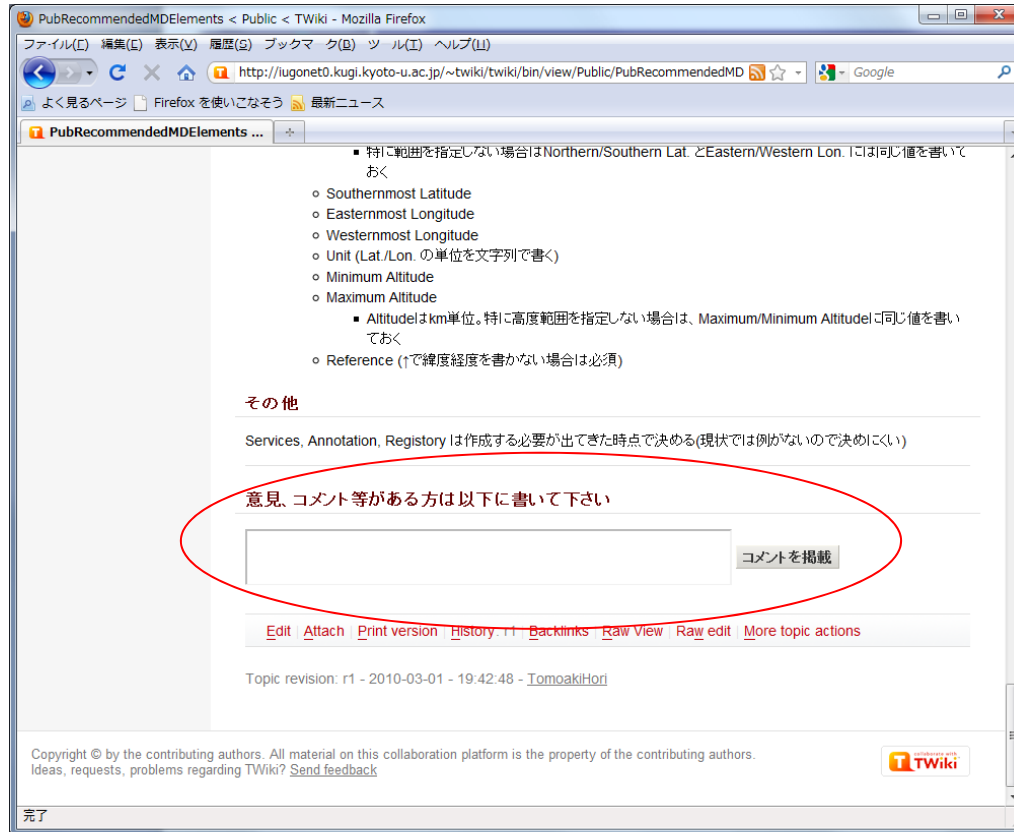 PubRecommendedMDElements < Public < TWiki - Mozilla Firefox
ファイル(F) 編集(E) 表示(V) 履歴(S) ブックマ ク(B) ツ ル(T) ヘルプ(H)
http://iugonet0.kugi.kyoto-u.ac.jp/~twiki/twiki/bin/view/Public/PubRecommendedMD Google
よく見るページ Firefox を使いこなそう 最新ニュース
PubRecommendedMDElements ...
特に範囲を指定しない場合はNorthern/Southern Lat. とEastern/Western Lon. には同じ値を書いて
おく
Southernmost Latitude
Easternmost Longitude
Westernmost Longitude
Unit (Lat./Lon. の単位を文字列で書く)
Minimum Altitude
Maximum Altitude
Altitudeはkm単位。特に高度範囲を指定しない場合は、Maximum/Minimum Altitudeに同じ値を書い
ておく
Reference (↑で緯度経度を書かない場合は必須)
その他
Services, Annotation, Registory は作成する必要が出てきた時点で決める(現状では例がないので決めにくい)
意見、コメント等がある方は以下に書いて下さい
コメントを掲載
Edit | Attach | Print version | History: r1 | Backlinks | Raw View | Raw edit | More topic actions
Topic revision: r1 - 2010-03-01 - 19:42:48 - TomoakiHori
Copyright © by the contributing authors. All material on this collaboration platform is the property of the contributing authors.
Ideas, requests, problems regarding TWiki? Send feedback
collaborate with
TWiki
完了